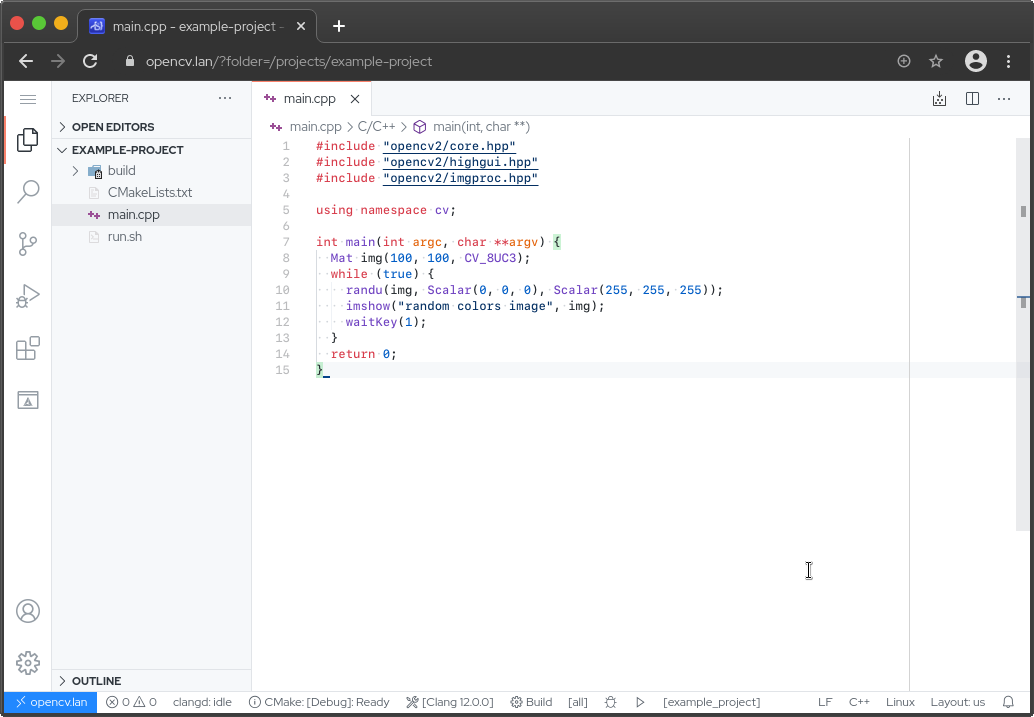 main.cpp - example-project -
opencv.lan/?folder=/projects/example-project
EXPLORER
OPEN EDITORS
EXAMPLE-PROJECT
build
CMakeLists.txt
main.cpp
run.sh
OUTLINE
main.cpp
main.cpp > C/C++ > main(int, char **)
1 #include "opencv2/core.hpp"
2 #include "opencv2/highgui.hpp"
3 #include "opencv2/imgproc.hpp"
4
5 using namespace cv;
6
7 int main(int argc, char **argv) {
8   Mat img(100, 100, CV_8UC3);
9   while (true) {
10     randu(img, Scalar(0, 0, 0), Scalar(255, 255, 255));
11     imshow("random colors image", img);
12     waitKey(1);
13   }
14   return 0;
15 }
opencv.lan 0 0 clangd: idle CMake: [Debug]: Ready [Clang 12.0.0] Build [all] [example_project] LF C++ Linux Layout: us